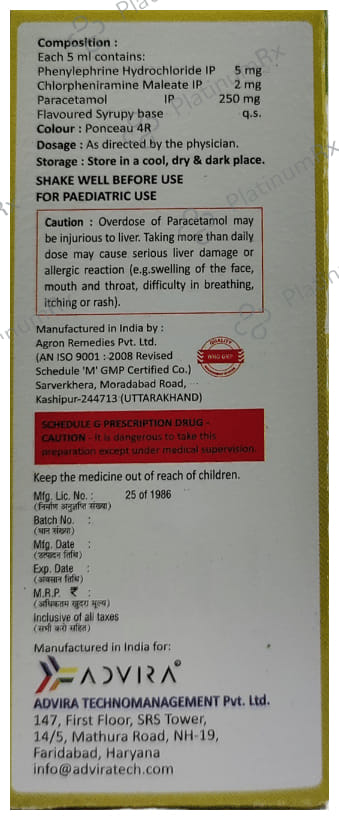 Composition :
Each 5 ml contains:
Phenylephrine Hydrochloride IP 5 mg
Chlorpheniramine Maleate IP 2 mg
Paracetamol IP 250 mg
Flavoured Syrupy base q.s.
Colour : Ponceau 4R
Dosage : As directed by the physician.
Storage : Store in a cool, dry & dark place.
SHAKE WELL BEFORE USE
FOR PAEDIATRIC USE
Caution : Overdose of Paracetamol may
be injurious to liver. Taking more than daily
dose may cause serious liver damage or
allergic reaction (e.g.swelling of the face,
mouth and throat, difficulty in breathing,
itching or rash).
Manufactured in India by :
Agron Remedies Pvt. Ltd.
(AN ISO 9001 :2008 Revised
Schedule 'M' GMP Certified Co.)
Sarverkhera, Moradabad Road,
Kashipur-244713 (UTTARAKHAND)
QUALITY
WHO GMP
SCHEDULE G PRESCRIPTION DRUG -
CAUTION - It is dangerous to take this
preparation except under medical supervision.
Keep the medicine out of reach of children.
Mfg. Lic. No. : 25 of 1986
(निर्माण अनुज्ञप्ति संख्या)
Batch No. :
(घान संख्या)
Mfg. Date :
(उत्पादन तिथि)
Exp. Date :
(अवसान तिथि)
M.R.P. ₹ :
(अधिकतम खुदरा मूल्य)
Inclusive of all taxes
(सभी करों सहित)
Manufactured in India for:
ADVIRA®
ADVIRA TECHNOMANAGEMENT Pvt. Ltd.
147, First Floor, SRS Tower,
14/5, Mathura Road, NH-19,
Faridabad, Haryana
info@adviratech.com
PlatinumRx